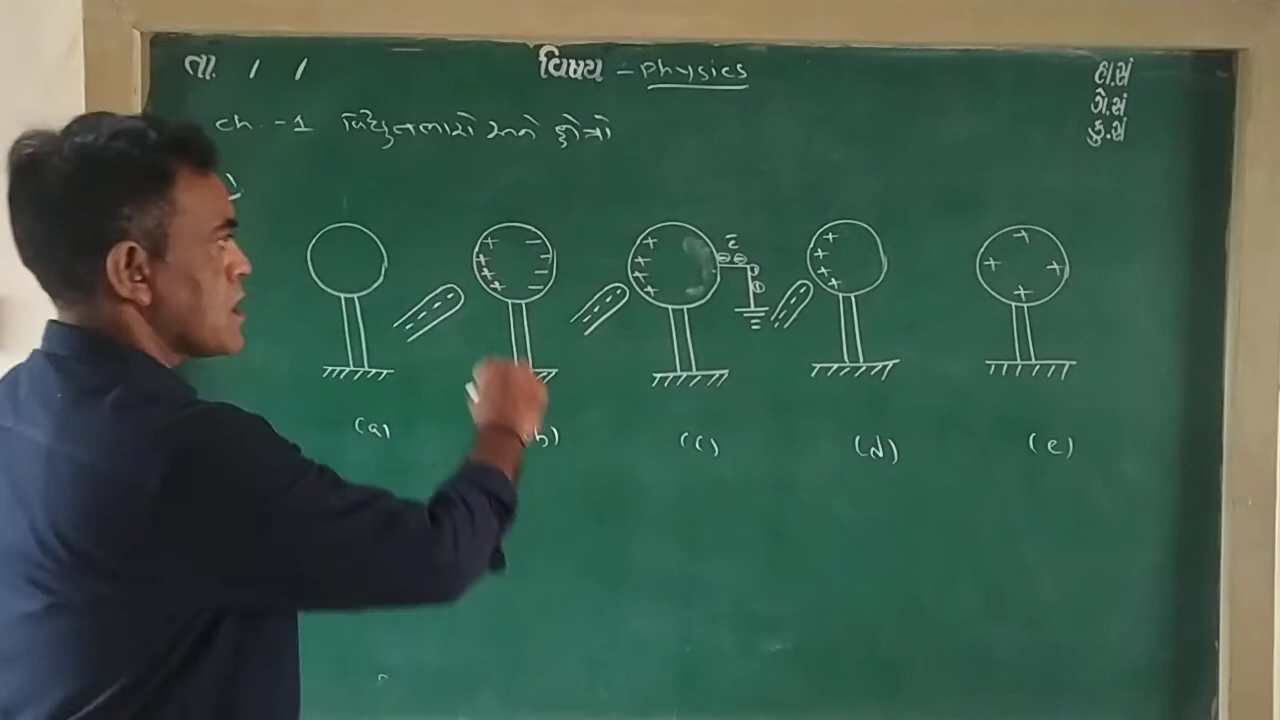 તા. / /
વિષય - Physics
હા.સં
ગે.સં
કુ.સં
ch. -1 વિદ્યુતભારો અને ક્ષેત્રો
(a)
(b)
(c)
(d)
(e)